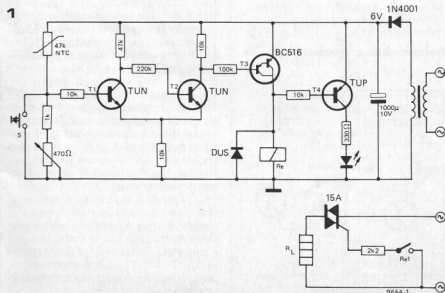 1
1N4001
6V
47k
NTC
47k
10k
BC516
220k
100k
T3
10k
T1
TUN
T2
TUN
10k
T4
TUP
1000µ
10V
S
1k
470Ω
10k
DUS
Re
330Ω
15A
RL
2k2
Re1
9664-1